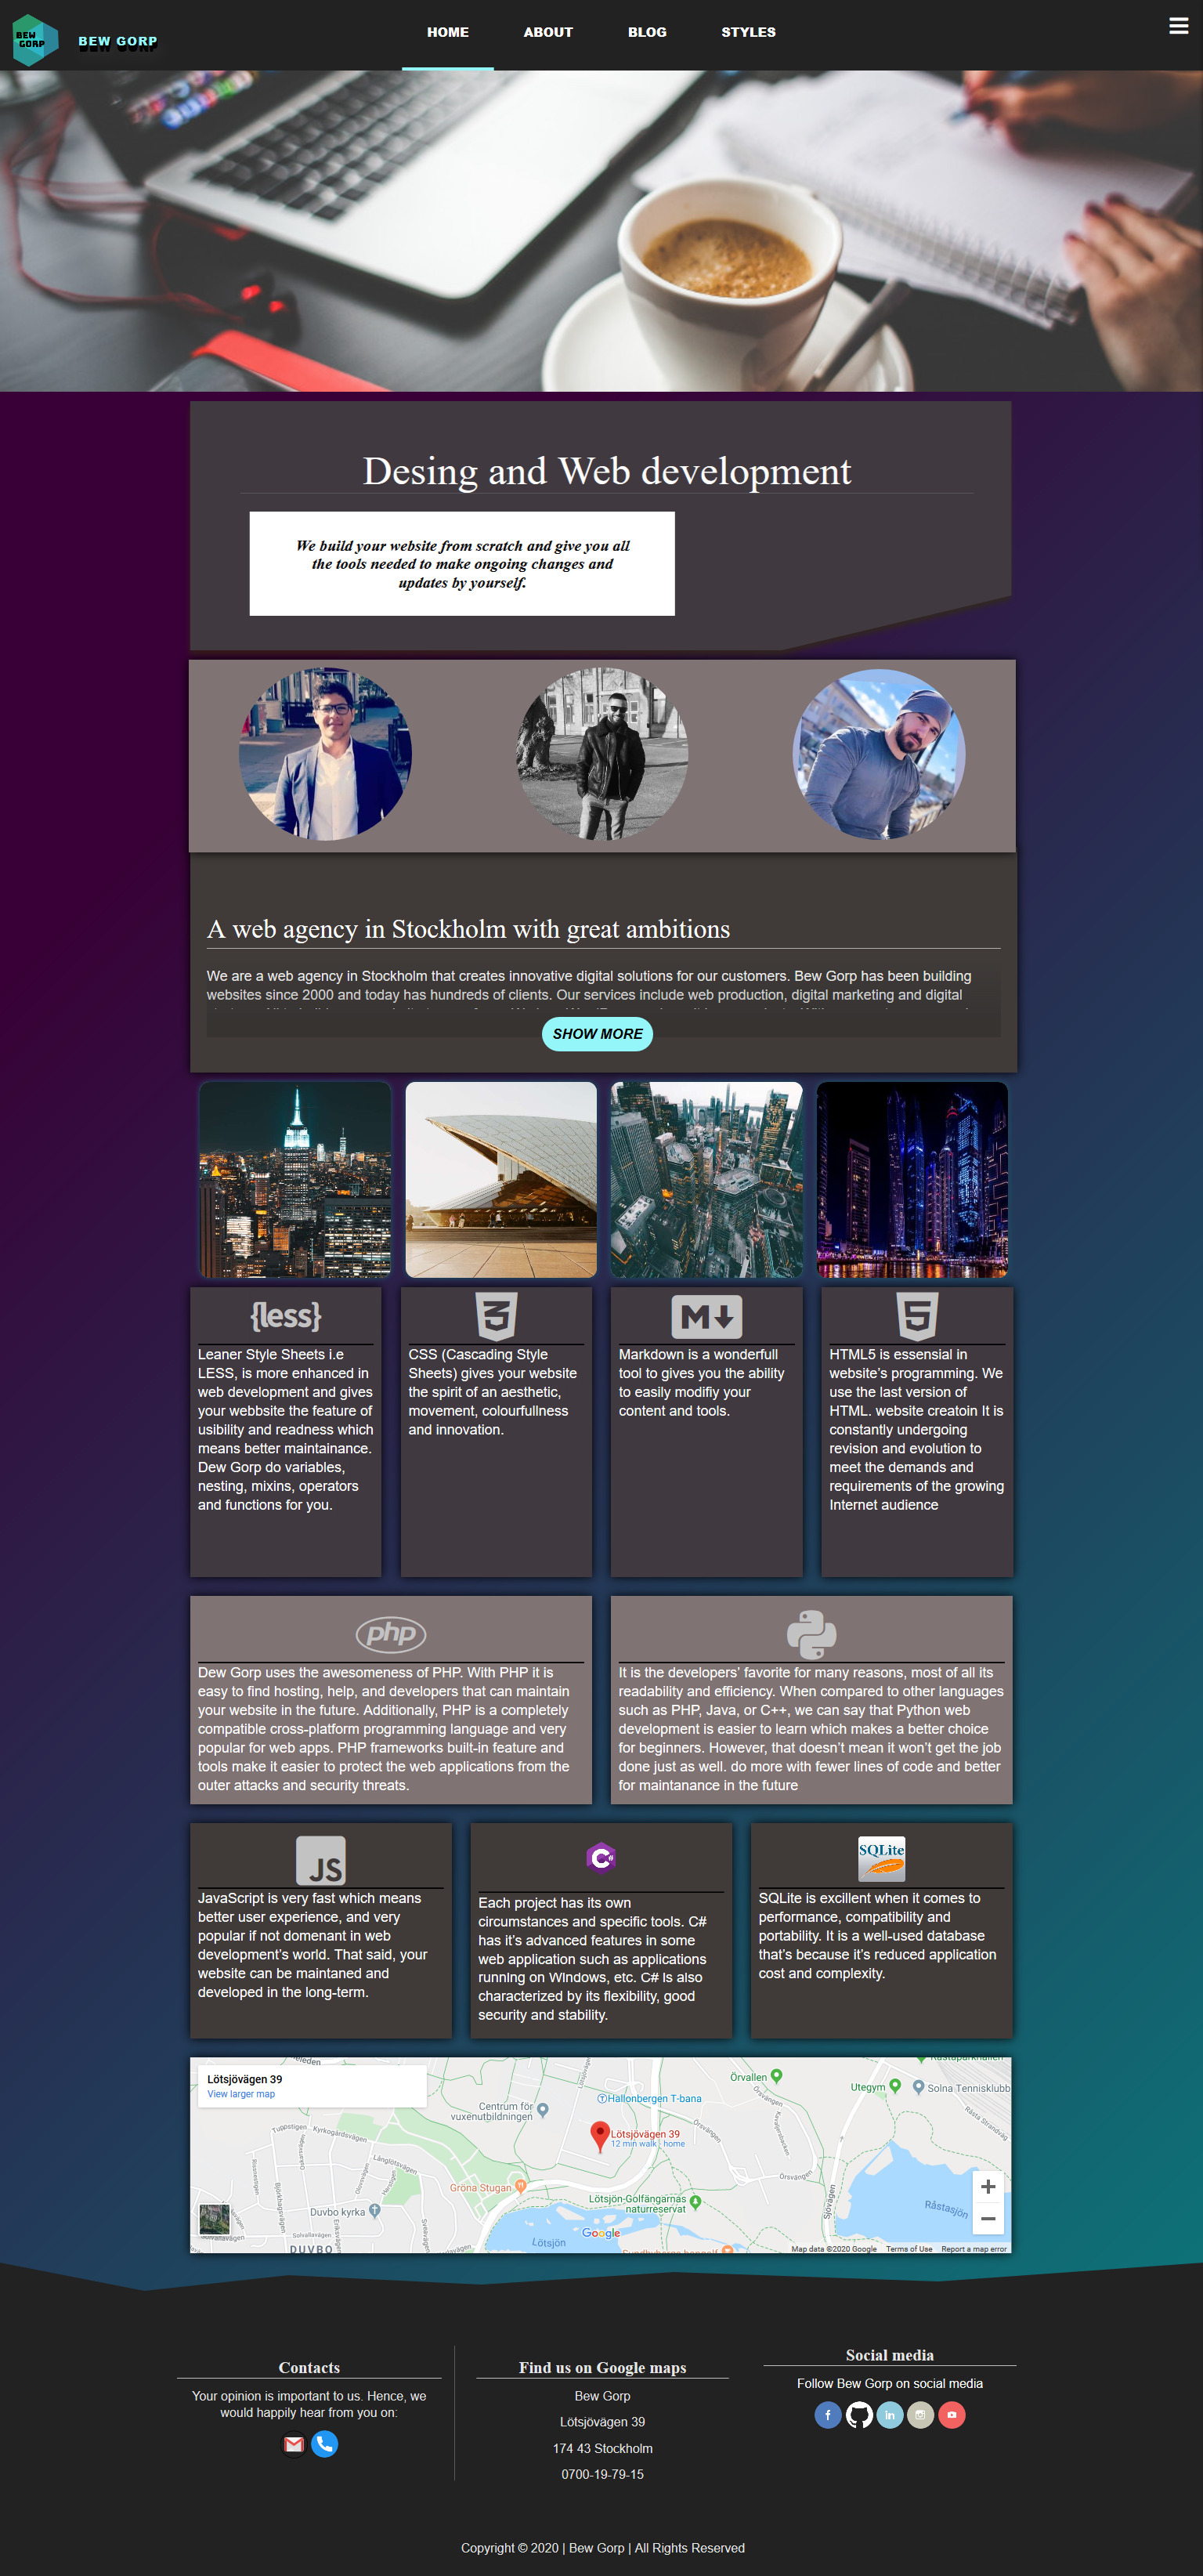 BEW
GORP
BEW GORP
HOME ABOUT BLOG STYLES
Desing and Web development
We build your website from scratch and give you all
the tools needed to make ongoing changes and
updates by yourself.
A web agency in Stockholm with great ambitions
We are a web agency in Stockholm that creates innovative digital solutions for our customers. Bew Gorp has been building
websites since 2000 and today has hundreds of clients. Our services include web production, digital marketing and digital
SHOW MORE
{less}
Leaner Style Sheets i.e
LESS, is more enhanced in
web development and gives
your webbsite the feature of
usibility and readness which
means better maintainance.
Dew Gorp do variables,
nesting, mixins, operators
and functions for you.
3
CSS (Cascading Style
Sheets) gives your website
the spirit of an aesthetic,
movement, colourfullness
and innovation.
M
Markdown is a wonderfull
tool to gives you the ability
to easily modifiy your
content and tools.
5
HTML5 is essensial in
website’s programming. We
use the last version of
HTML. website creatoin It is
constantly undergoing
revision and evolution to
meet the demands and
requirements of the growing
Internet audience
php
Dew Gorp uses the awesomeness of PHP. With PHP it is
easy to find hosting, help, and developers that can maintain
your website in the future. Additionally, PHP is a completely
compatible cross-platform programming language and very
popular for web apps. PHP frameworks built-in feature and
tools make it easier to protect the web applications from the
outer attacks and security threats.
It is the developers’ favorite for many reasons, most of all its
readability and efficiency. When compared to other languages
such as PHP, Java, or C++, we can say that Python web
development is easier to learn which makes a better choice
for beginners. However, that doesn’t mean it won’t get the job
done just as well. do more with fewer lines of code and better
for maintanance in the future
JS
JavaScript is very fast which means
better user experience, and very
popular if not domenant in web
development’s world. That said, your
website can be maintaned and
developed in the long-term.
C#
Each project has its own
circumstances and specific tools. C#
has it’s advanced features in some
web application such as applications
running on Windows, etc. C# is also
characterized by its flexibility, good
security and stability.
SQLite
SQLite is excillent when it comes to
performance, compatibility and
portability. It is a well-used database
that’s because it’s reduced application
cost and complexity.
Lötsjövägen 39
View larger map
Örvallen
Utegym
Solna Tennisklubb
Hallonbergen T-bana
Centrum för
vuxenutbildningen
Lötsjövägen 39
12 min walk - home
Tuppstigen
Kyrkogårdsvägen
Långlötsvägen
Örsvängen
Örsvängen
Örsvängen
Råsta Strandväg
Gröna Stugan
Lötsjön-Golfängarnas
naturreservat
Duvbo kyrka
Sjövägen
Råstasjön
Google
Lötsjön
DUVBO
Map data ©2020 Google Terms of Use Report a map error
Contacts
Your opinion is important to us. Hence, we
would happily hear from you on:
Find us on Google maps
Bew Gorp
Lötsjövägen 39
174 43 Stockholm
0700-19-79-15
Social media
Follow Bew Gorp on social media
f
in
Copyright © 2020 | Bew Gorp | All Rights Reserved